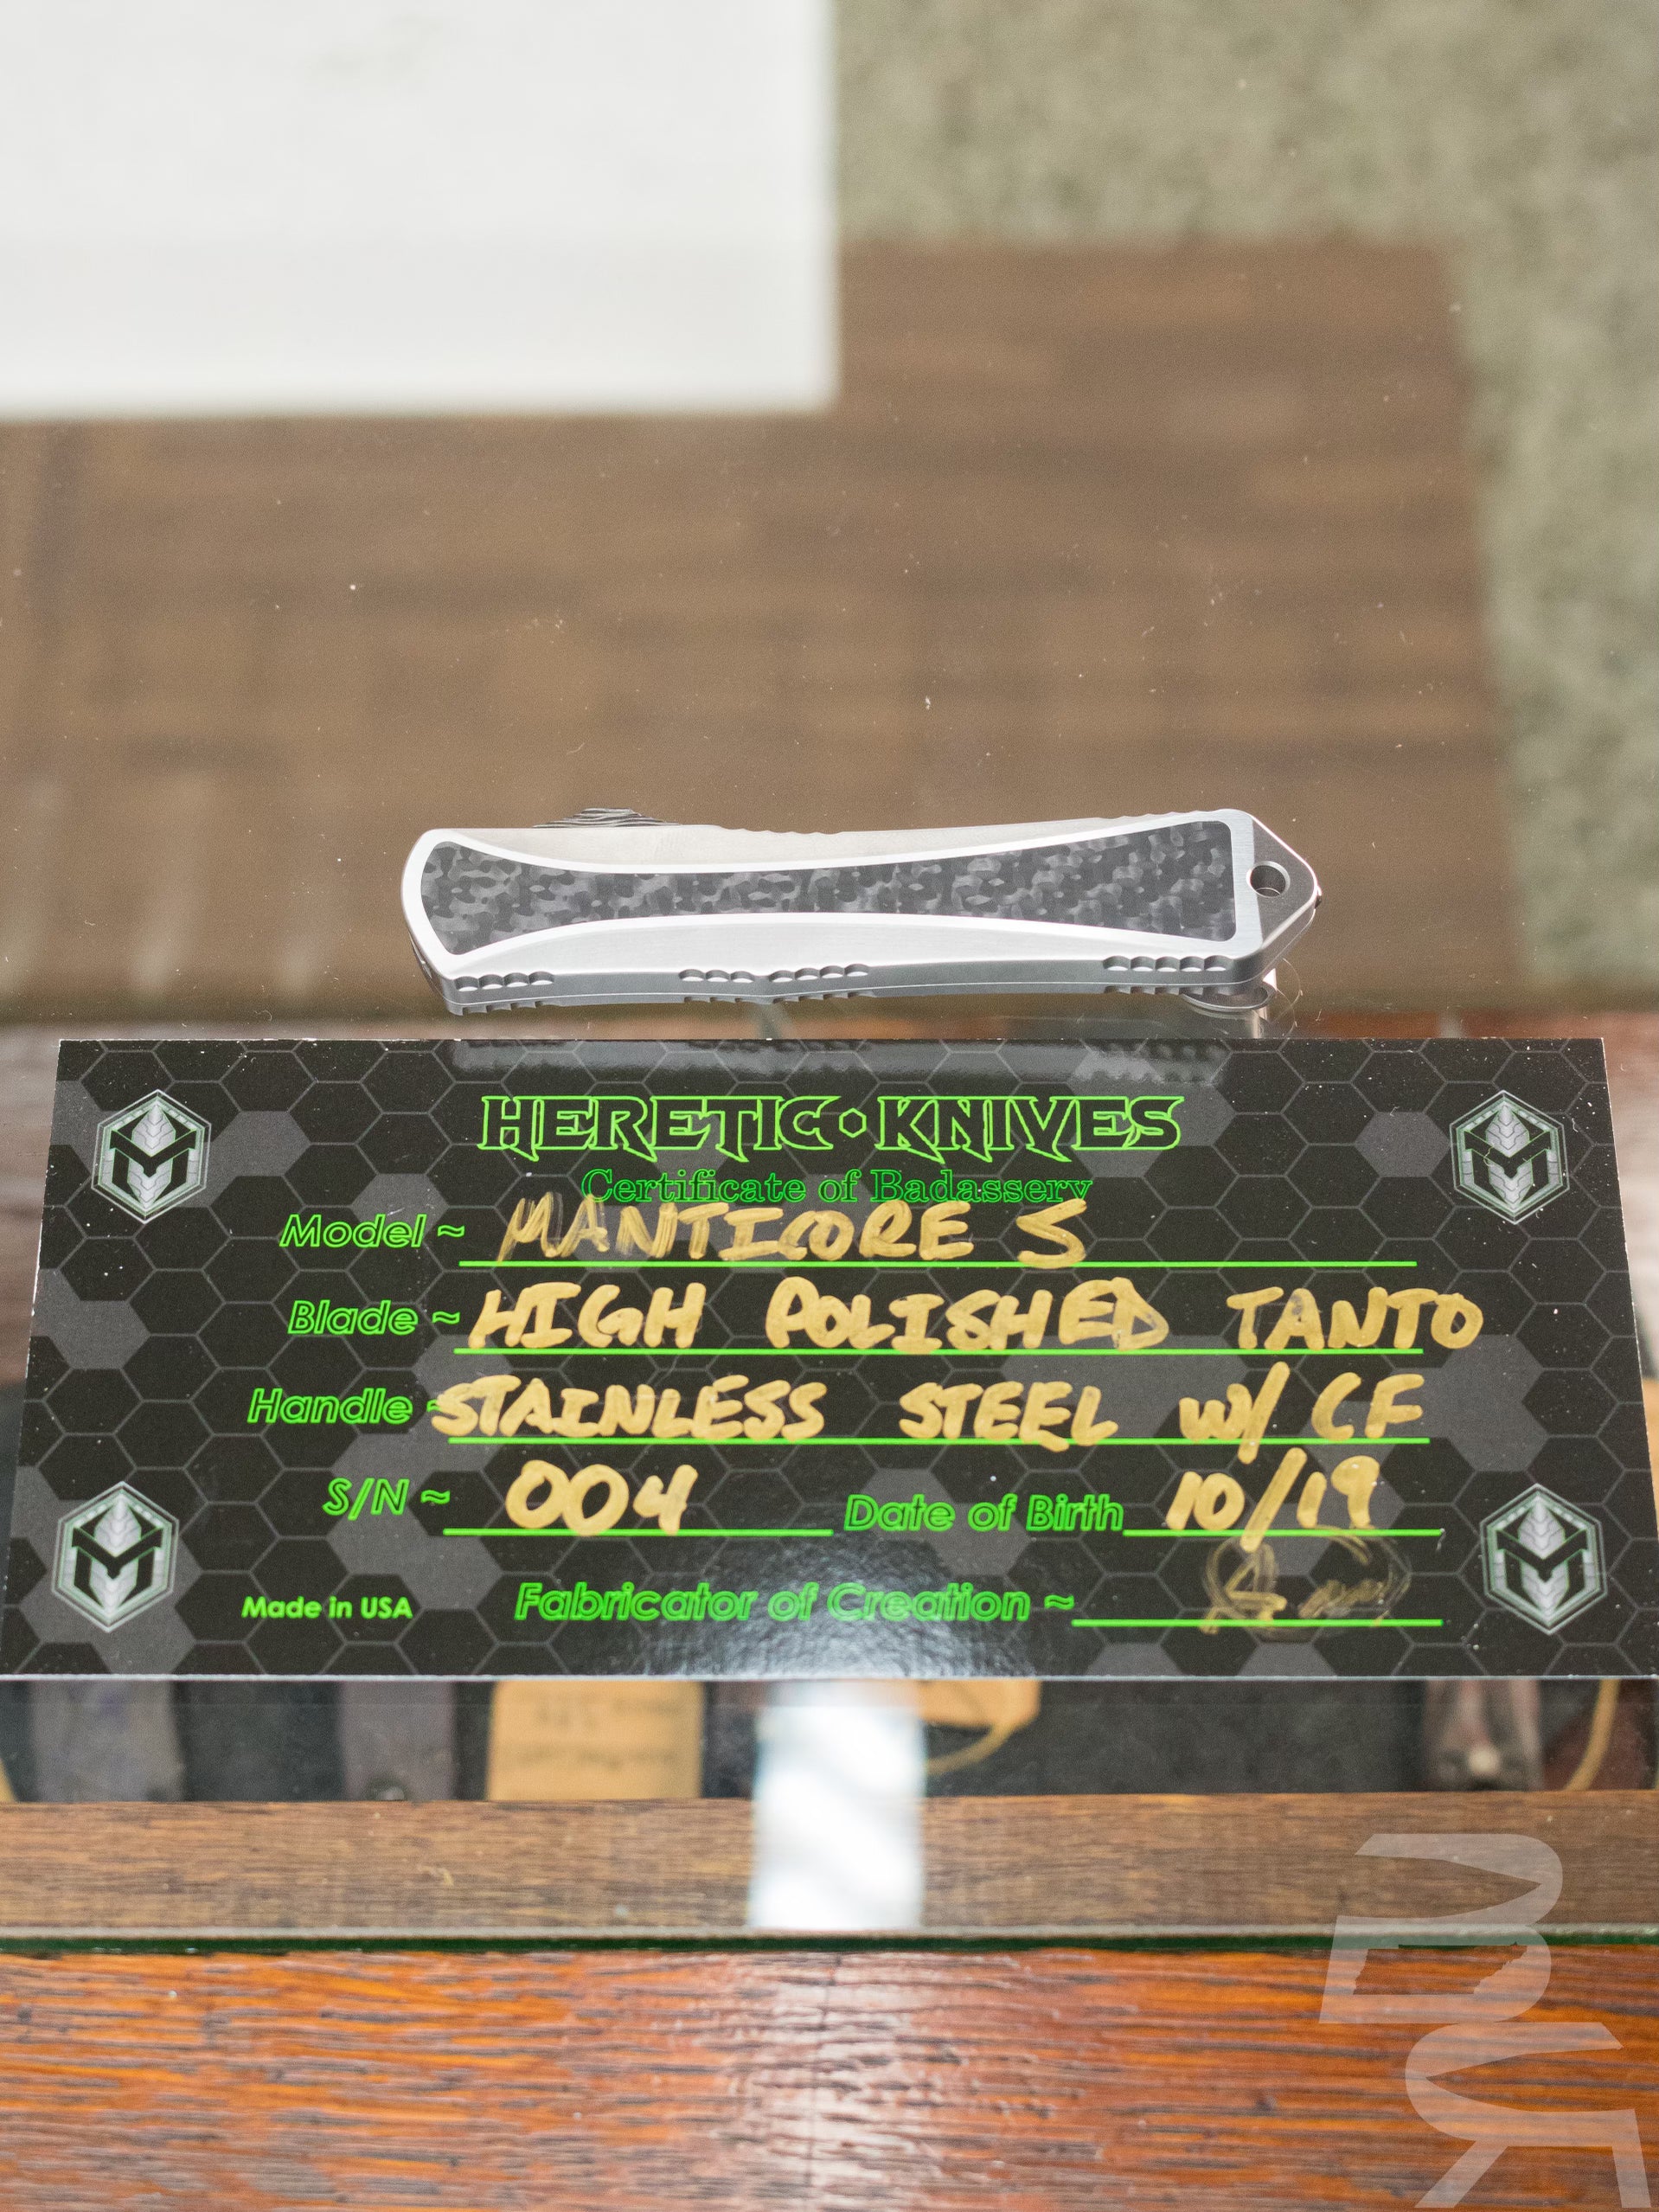 HERETIC · KNIVES
Certificate of Badassery
Model ~ MANTICORE S
Blade ~ HIGH POLISHED TANTO
Handle ~ STAINLESS STEEL W/ CF
S/N ~ 004 Date of Birth 10/19
Made in USA Fabricator of Creation ~